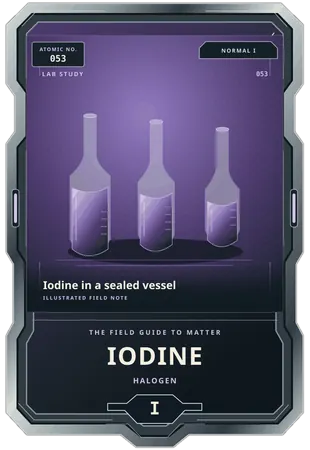 ATOMIC NO.
053
NORMAL I
LAB STUDY
053
Iodine in a sealed vessel
ILLUSTRATED FIELD NOTE
THE FIELD GUIDE TO MATTER
IODINE
HALOGEN
I